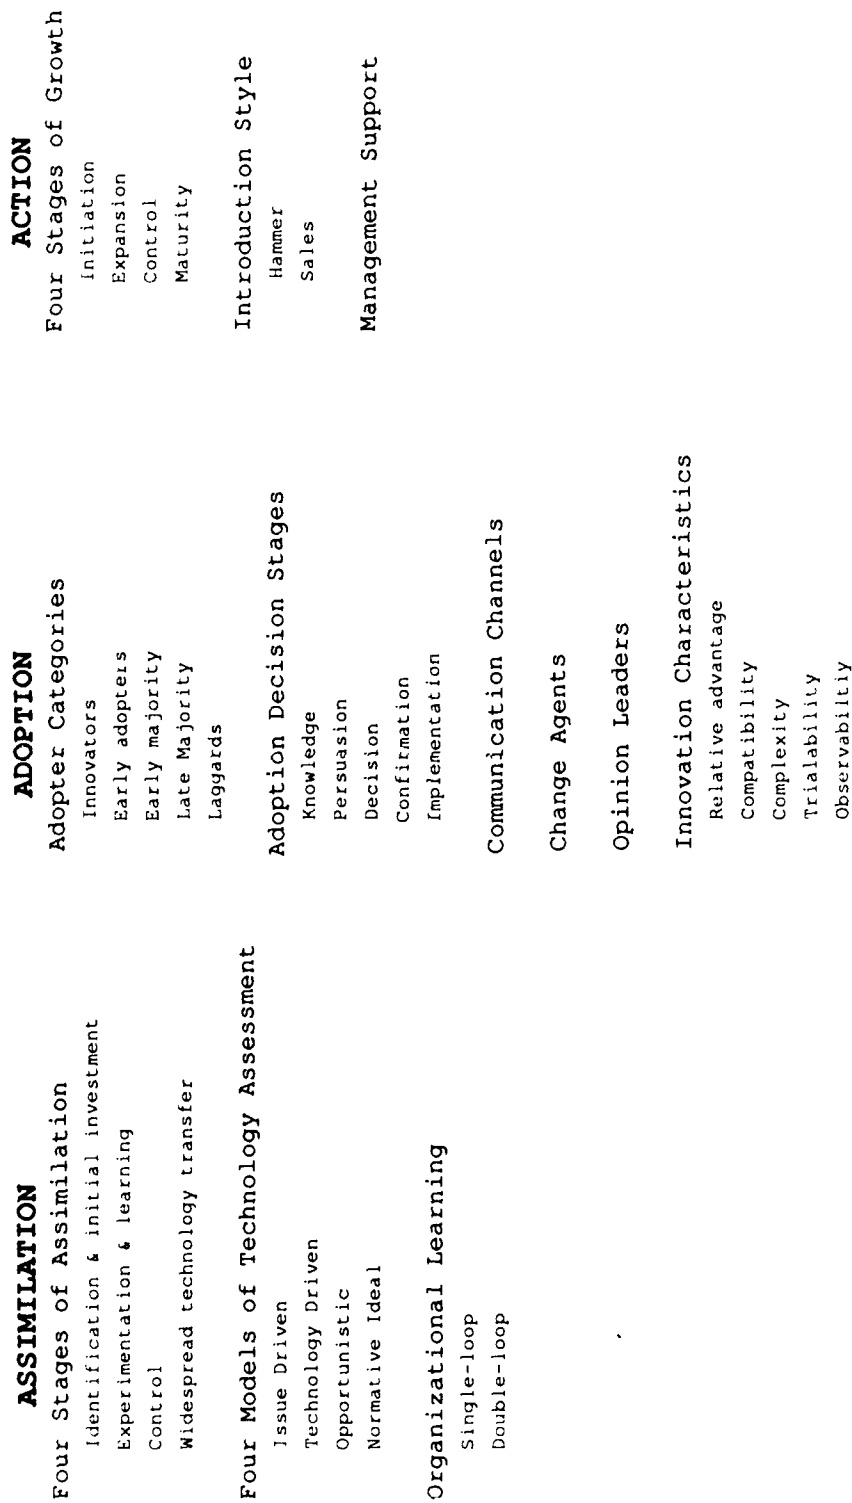 ASSIMILATION
Four Stages of Assimilation
Identification & initial investment
Experimentation & learning
Control
Widespread technology transfer
Four Models of Technology Assessment
Issue Driven
Technology Driven
Opportunistic
Normative Ideal
Organizational Learning
Single-loop
Double-loop
ADOPTION
Adopter Categories
Innovators
Early adopters
Early majority
Late Majority
Laggards
Adoption Decision Stages
Knowledge
Persuasion
Decision
Confirmation
Implementation
Communication Channels
Change Agents
Opinion Leaders
Innovation Characteristics
Relative advantage
Compatibility
Complexity
Trialability
Observabiltiy
ACTION
Four Stages of Growth
Initiation
Expansion
Control
Maturity
Introduction Style
Hammer
Sales
Management Support